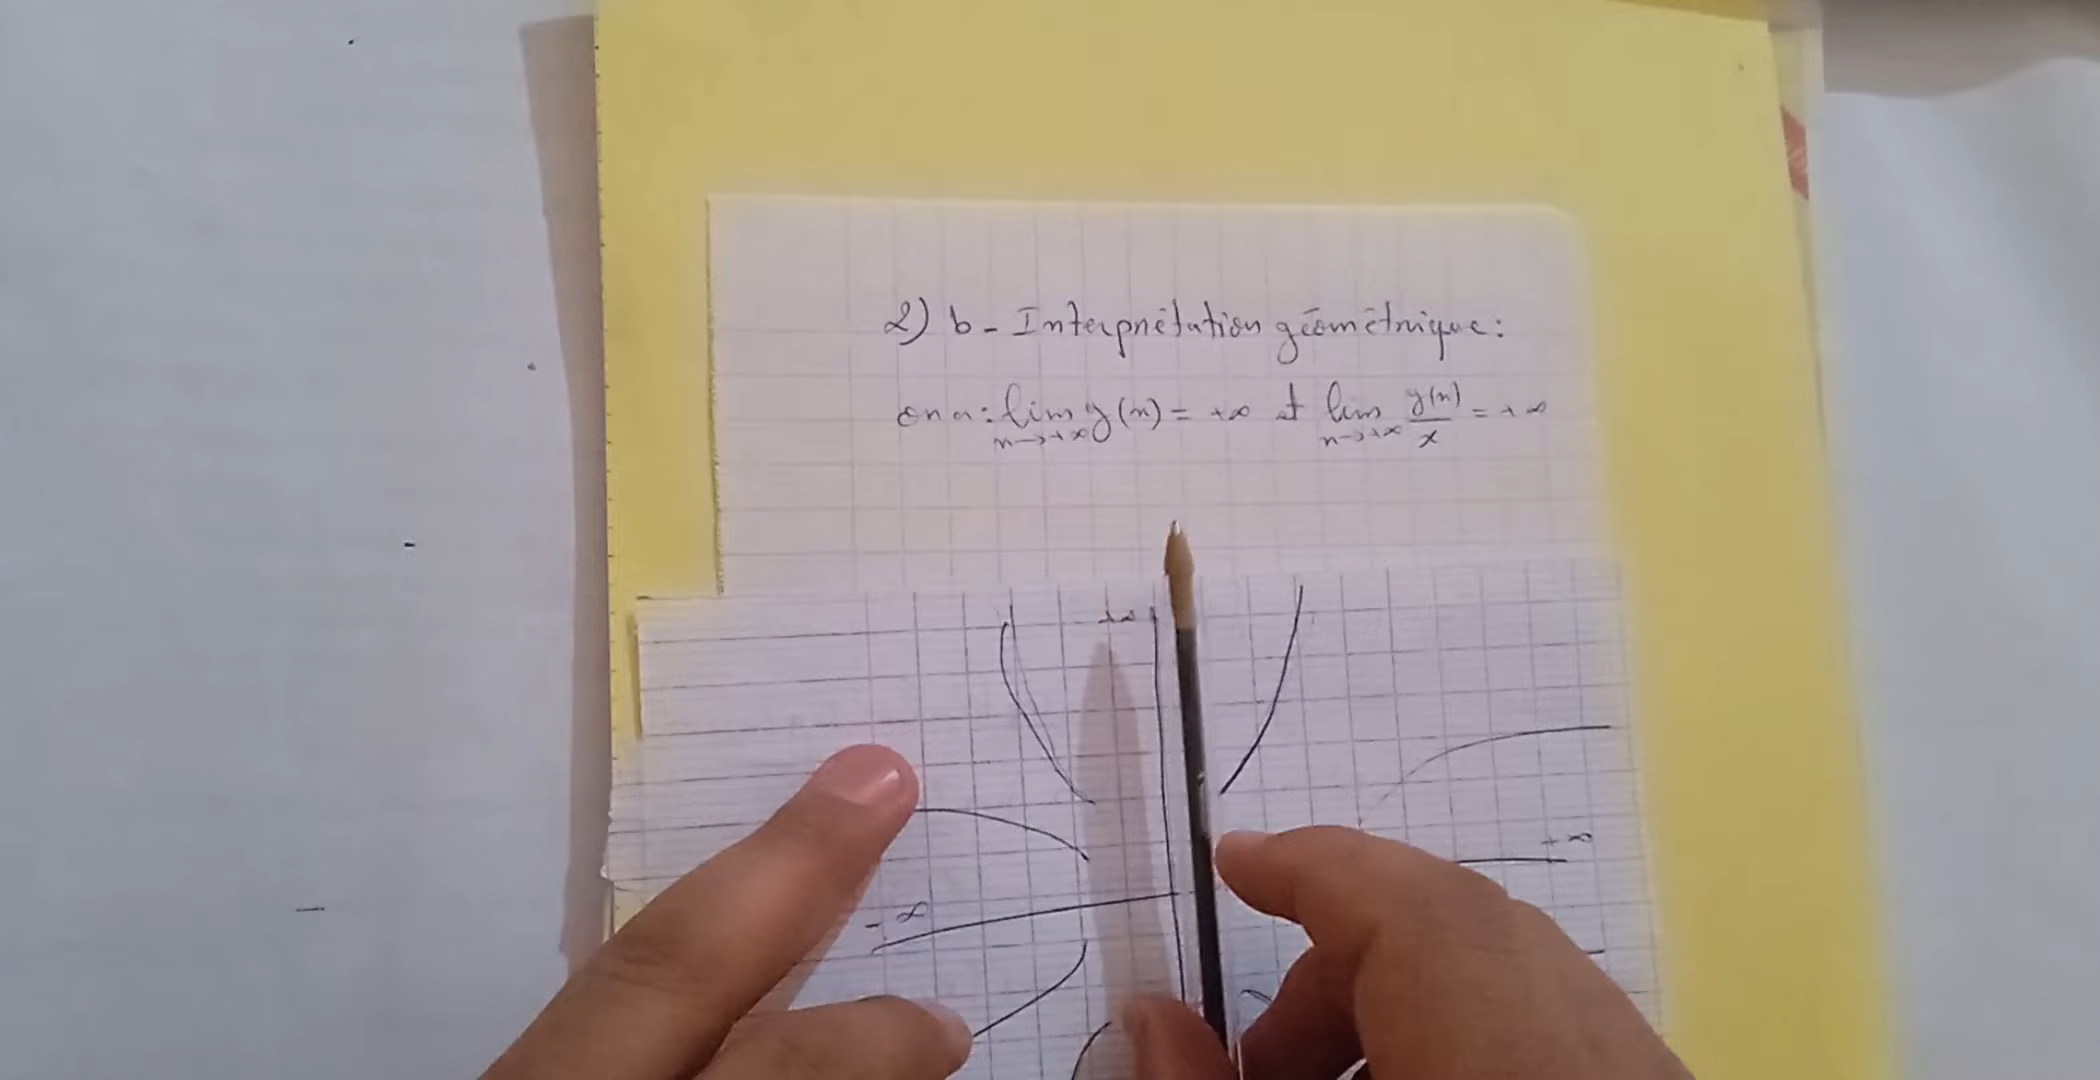 2) b - Interprétation géométrique:
on a: lim g(x) = +∞ et lim g(x)/x = +∞
x→+∞ x→+∞
+∞
+∞
-∞